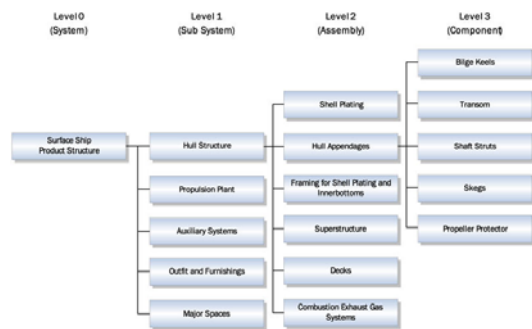 Level 0
(System)
Level 1
(Sub System)
Level 2
(Assembly)
Level 3
(Component)
Surface Ship
Product Structure
Hull Structure
Propulsion Plant
Auxiliary Systems
Outfit and Furnishings
Major Spaces
Shell Plating
Hull Appendages
Framing for Shell Plating and
Innerbottoms
Superstructure
Decks
Combustion Exhaust Gas
Systems
Bilge Keels
Transom
Shaft Struts
Skegs
Propeller Protector